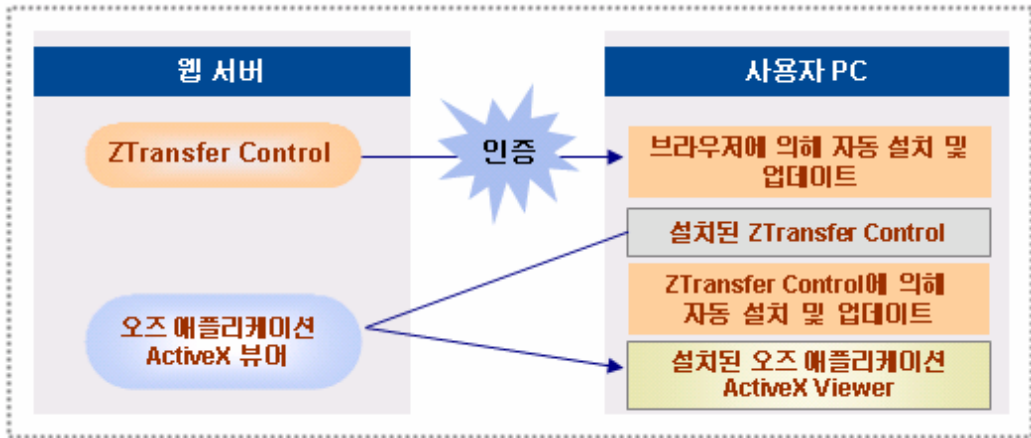 웹 서버
ZTransfer Control
오즈 애플리케이션
ActiveX 뷰어
인증
사용자 PC
브라우저에 의해 자동 설치 및
업데이트
설치된 ZTransfer Control
ZTransfer Control에 의해
자동 설치 및 업데이트
설치된 오즈 애플리케이션
ActiveX Viewer